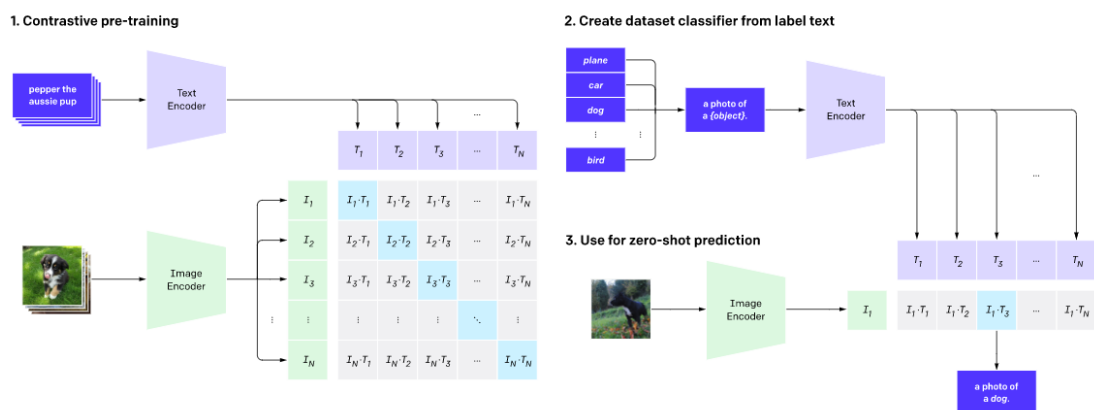 1. Contrastive pre-training
pepper the
aussie pup
Text
Encoder
...
T1 T2 T3 ... TN
I1 I1·T1 I1·T2 I1·T3 ... I1·TN
I2 I2·T1 I2·T2 I2·T3 ... I2·TN
Image
Encoder
I3 I3·T1 I3·T2 I3·T3 ... I3·TN
⋮ ⋮ ⋮ ⋮ ⋱ ⋮
IN IN·T1 IN·T2 IN·T3 ... IN·TN
2. Create dataset classifier from label text
plane
car
dog
⋮ ⋮
bird
a photo of
a {object}.
Text
Encoder
...
3. Use for zero-shot prediction
T1 T2 T3 ... TN
Image
Encoder
I1 I1·T1 I1·T2 I1·T3 ... I1·TN
a photo of
a dog.